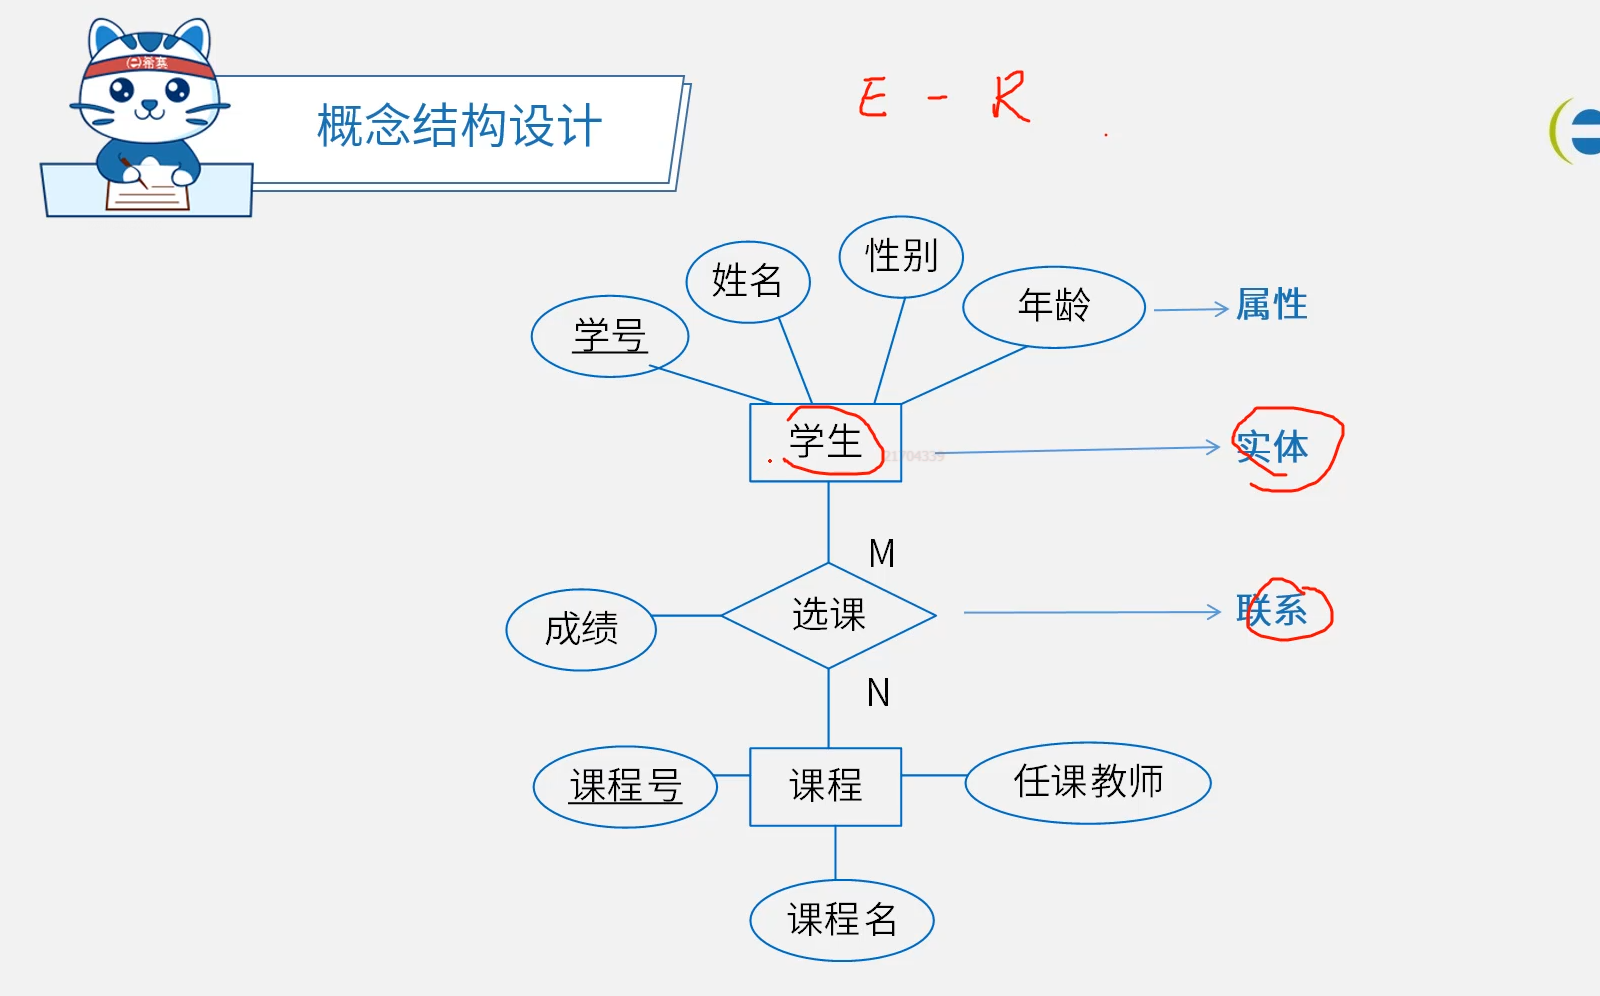 希赛
概念结构设计
E - R
性别
姓名
年龄
属性
学号
学生
21704339
实体
M
选课
联系
成绩
N
课程号
课程
任课教师
课程名